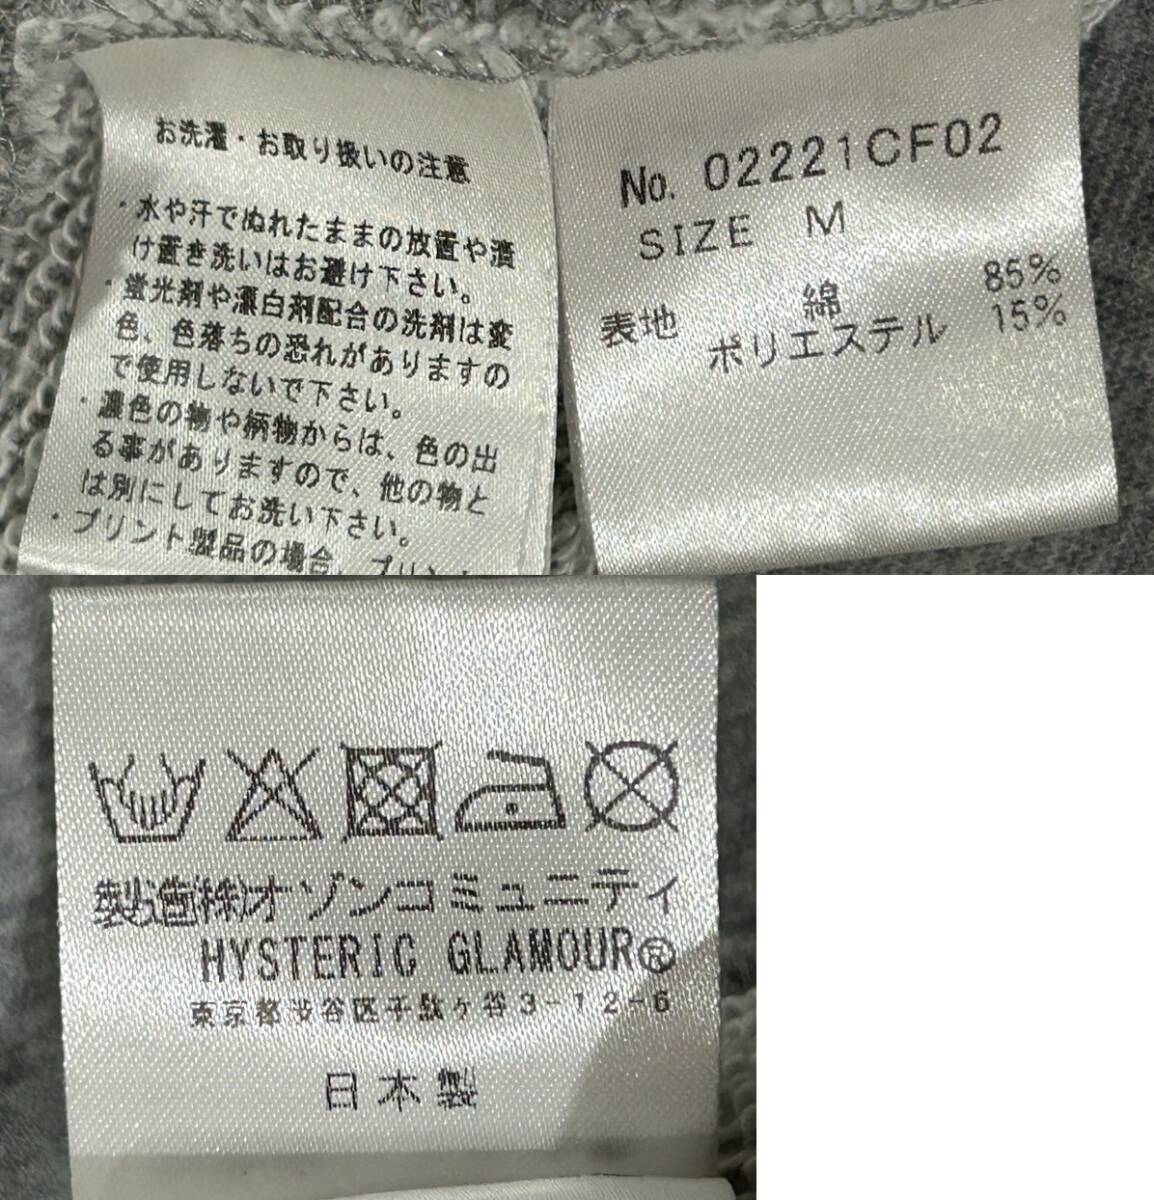 お洗濯・お取り扱いの注意
・水や汗でぬれたままの放置や漬
け置き洗いはお避け下さい。
・蛍光剤や漂白剤配合の洗剤は変
色、色落ちの恐れがありますの
で使用しないで下さい。
・濃色の物や柄物からは、色の出
る事がありますので、他の物と
は別にしてお洗い下さい。
・プリント製品の場合、プリント
No. 02221CF02
SIZE M
表地 綿 85%
ポリエステル 15%
製造(株)オゾンコミュニティ
HYSTERIC GLAMOUR®
東京都渋谷区千駄ヶ谷3-12-6
日本製